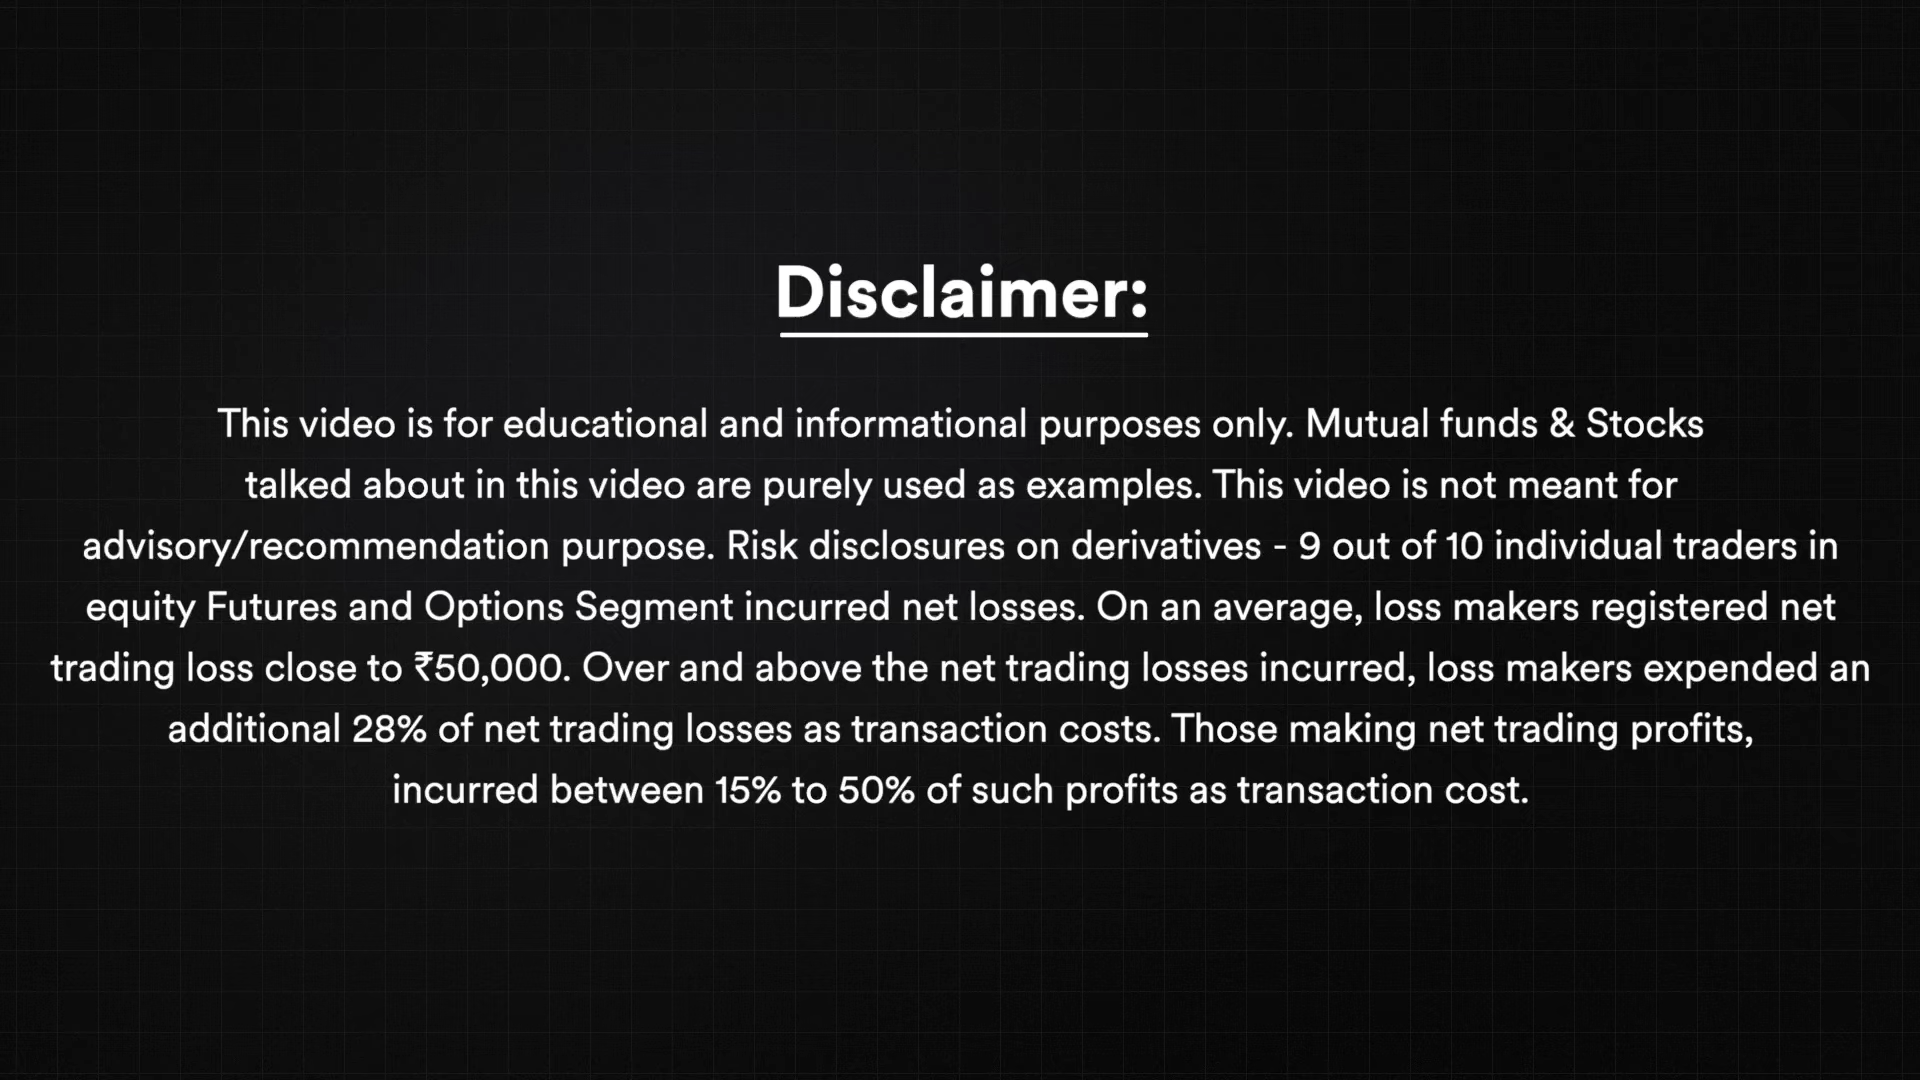 Disclaimer:
This video is for educational and informational purposes only. Mutual funds & Stocks
talked about in this video are purely used as examples. This video is not meant for
advisory/recommendation purpose. Risk disclosures on derivatives - 9 out of 10 individual traders in
equity Futures and Options Segment incurred net losses. On an average, loss makers registered net
trading loss close to ₹50,000. Over and above the net trading losses incurred, loss makers expended an
additional 28% of net trading losses as transaction costs. Those making net trading profits,
incurred between 15% to 50% of such profits as transaction cost.